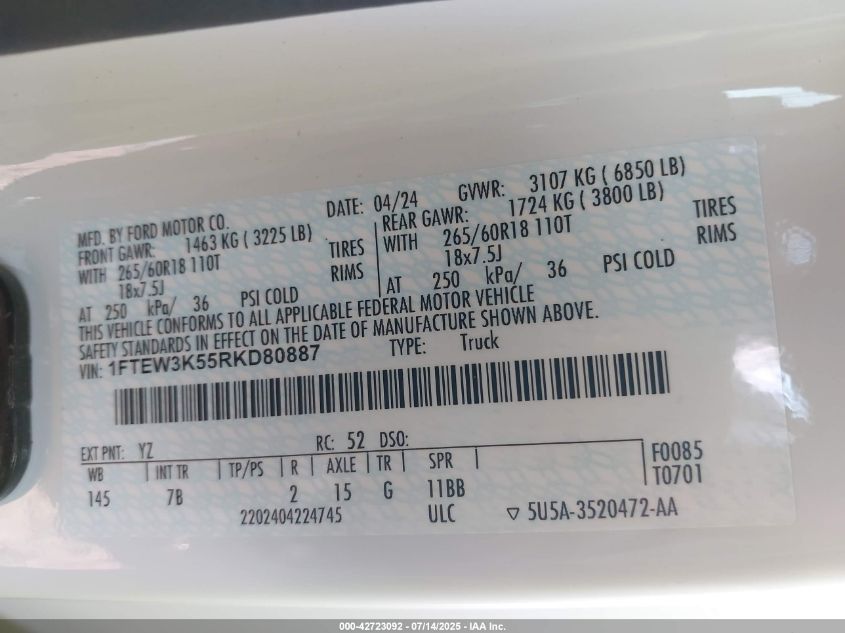 MFD. BY FORD MOTOR CO. DATE: 04/24 GVWR: 3107 KG ( 6850 LB)
FRONT GAWR: 1463 KG ( 3225 LB) REAR GAWR: 1724 KG ( 3800 LB)
WITH 265/60R18 110T TIRES WITH 265/60R18 110T TIRES
18x7.5J RIMS 18x7.5J RIMS
AT 250 kPa/ 36 PSI COLD AT 250 kPa/ 36 PSI COLD
THIS VEHICLE CONFORMS TO ALL APPLICABLE FEDERAL MOTOR VEHICLE
SAFETY STANDARDS IN EFFECT ON THE DATE OF MANUFACTURE SHOWN ABOVE.
VIN: 1FTEW3K55RKD80887 TYPE: Truck
EXT PNT: YZ RC: 52 DSO:
WB INT TR TP/PS R AXLE TR SPR F0085
145 7B 2 15 G 11BB T0701
2202404224745 ULC ▽ 5U5A-3520472-AA
000-42723092 - 07/14/2025 - IAA Inc.